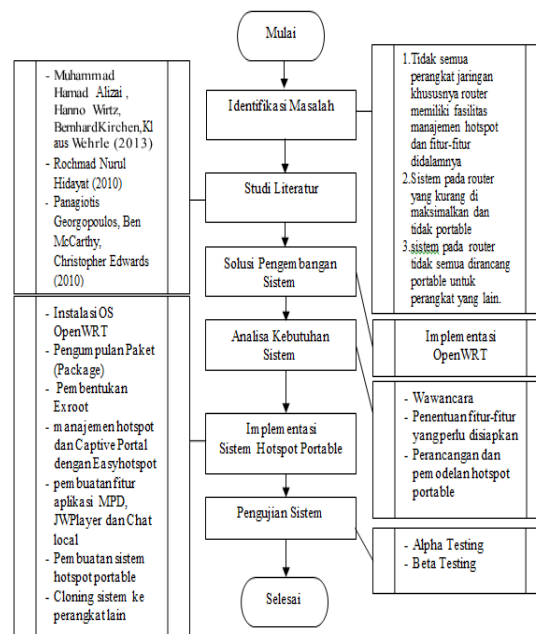 Mulai
Identifikasi Masalah
1.Tidak semua
perangkat jaringan
khususnya router
memiliki fasilitas
manajemen hotspot
dan fitur-fitur
didalamnya
2.Sistem pada router
yang kurang di
maksimalkan dan
tidak portable
3.sistem pada router
tidak semua dirancang
portable untuk
perangkat yang lain.
Studi Literatur
- Muhammad
Hamad Alizai ,
Hanno Wirtz,
BernhardKirchen,Kl
aus Wehrle (2013)
- Rochmad Nurul
Hidayat (2010)
- Panagiotis
Georgopoulos, Ben
McCarthy,
Christopher Edwards
(2010)
Solusi Pengembangan
Sistem
Implementasi
OpenWRT
Analisa Kebutuhan
Sistem
- Wawancara
- Penentuan fitur-fitur
yang perlu disiapkan
- Perancangan dan
pem odelan hotspot
portable
Implementasi
Sistem Hotspot Portable
- Instalasi OS
OpenWRT
- Pengumpulan Paket
(Package)
- Pembentukan
Exroot
- manajemen hotspot
dan Captive Portal
dengan Easyhotspot
- pembuatan fitur
aplikasi MPD,
JWPlayer dan Chat
local
- Pembuatan sistem
hotspot portable
- Cloning sistem ke
perangkat lain
Pengujian Sistem
- Alpha Testing
- Beta Testing
Selesai